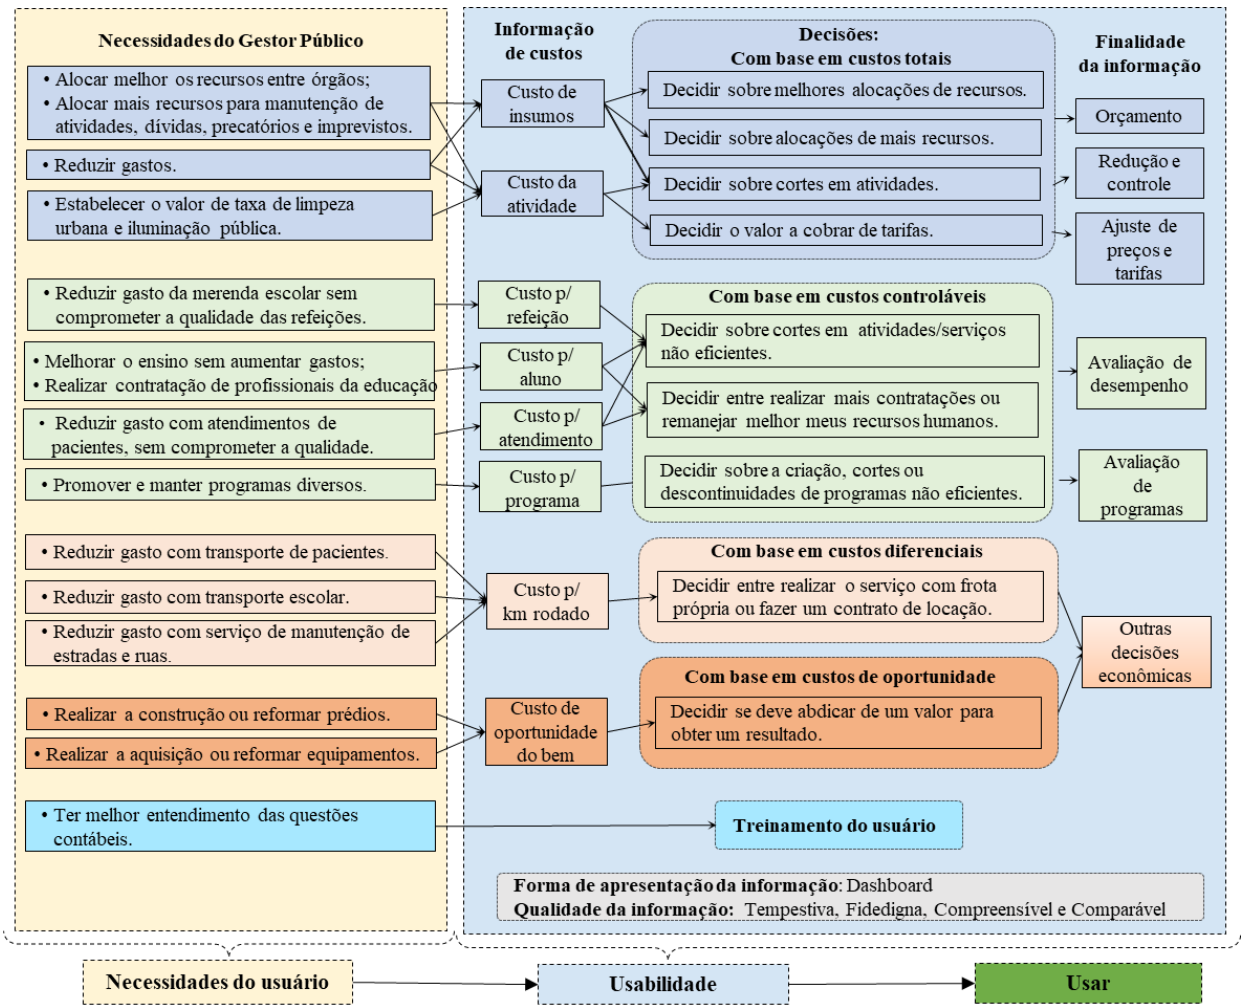 Necessidades do Gestor Público
• Alocar melhor os recursos entre órgãos;
• Alocar mais recursos para manutenção de
atividades, dívidas, precatórios e imprevistos.
• Reduzir gastos.
• Estabelecer o valor de taxa de limpeza
urbana e iluminação pública.
• Reduzir gasto da merenda escolar sem
comprometer a qualidade das refeições.
• Melhorar o ensino sem aumentar gastos;
• Realizar contratação de profissionais da educação
• Reduzir gasto com atendimentos de
pacientes, sem comprometer a qualidade.
• Promover e manter programas diversos.
• Reduzir gasto com transporte de pacientes.
• Reduzir gasto com transporte escolar.
• Reduzir gasto com serviço de manutenção de
estradas e ruas.
• Realizar a construção ou reformar prédios.
• Realizar a aquisição ou reformar equipamentos.
• Ter melhor entendimento das questões
contábeis.
Informação
de custos
Custo de
insumos
Custo da
atividade
Custo p/
refeição
Custo p/
aluno
Custo p/
atendimento
Custo p/
programa
Custo p/
km rodado
Custo de
oportunidade
do bem
Decisões:
Com base em custos totais
Decidir sobre melhores alocações de recursos.
Decidir sobre alocações de mais recursos.
Decidir sobre cortes em atividades.
Decidir o valor a cobrar de tarifas.
Com base em custos controláveis
Decidir sobre cortes em atividades/serviços
não eficientes.
Decidir entre realizar mais contratações ou
remanejar melhor meus recursos humanos.
Decidir sobre a criação, cortes ou
descontinuidades de programas não eficientes.
Com base em custos diferenciais
Decidir entre realizar o serviço com frota
própria ou fazer um contrato de locação.
Com base em custos de oportunidade
Decidir se deve abdicar de um valor para
obter um resultado.
Treinamento do usuário
Finalidade
da informação
Orçamento
Redução e
controle
Ajuste de
preços e
tarifas
Avaliação de
desempenho
Avaliação
de
programas
Outras
decisões
econômicas
Forma de apresentação da informação: Dashboard
Qualidade da informação: Tempestiva, Fidedigna, Compreensível e Comparável
Necessidades do usuário
Usabilidade
Usar